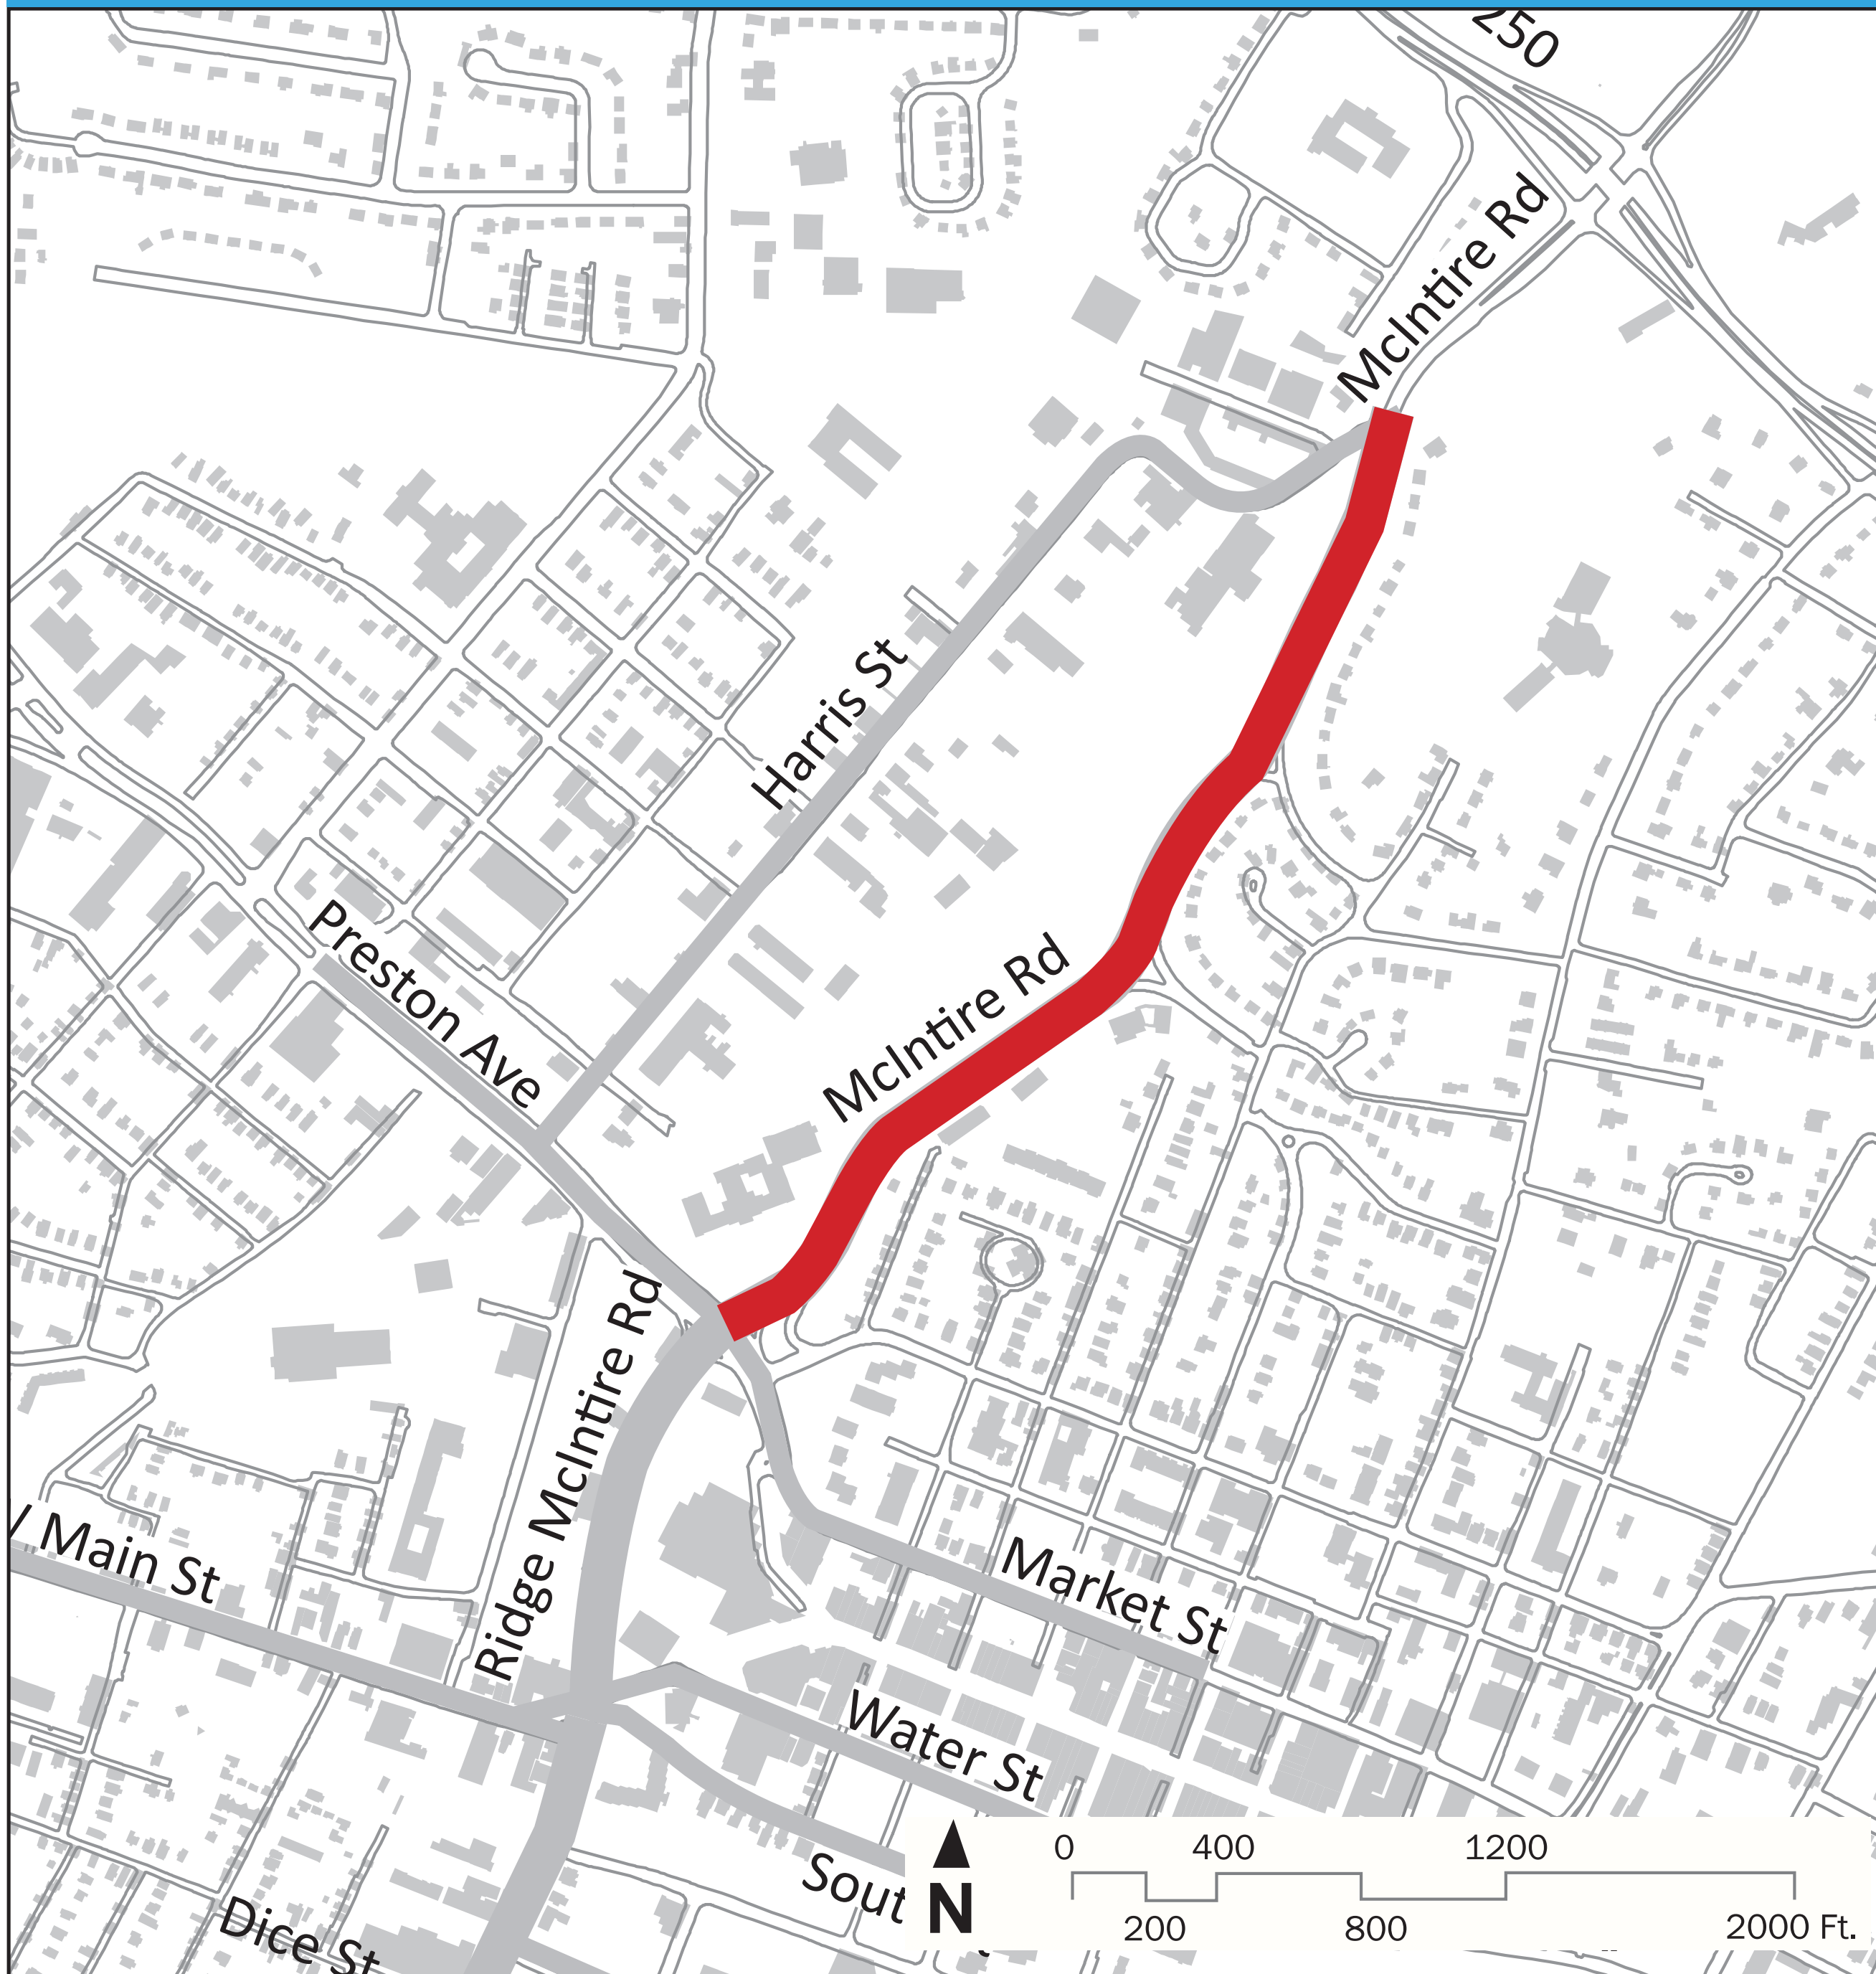 250
McIntire Rd
Harris St
Preston Ave
McIntire Rd
Ridge McIntire Rd
Main St
Market St
Water St
Sout
Dice St
N
0 400 1200
200 800 2000 Ft.